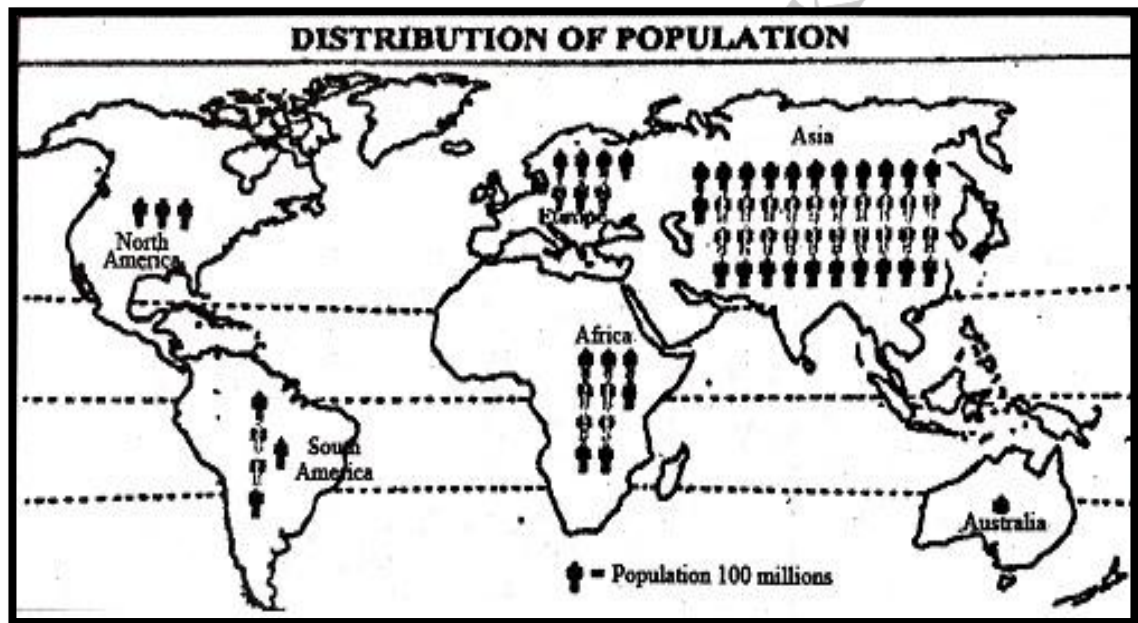 DISTRIBUTION OF POPULATION
Asia
Europe
North
America
Africa
South
America
Australia
= Population 100 millions